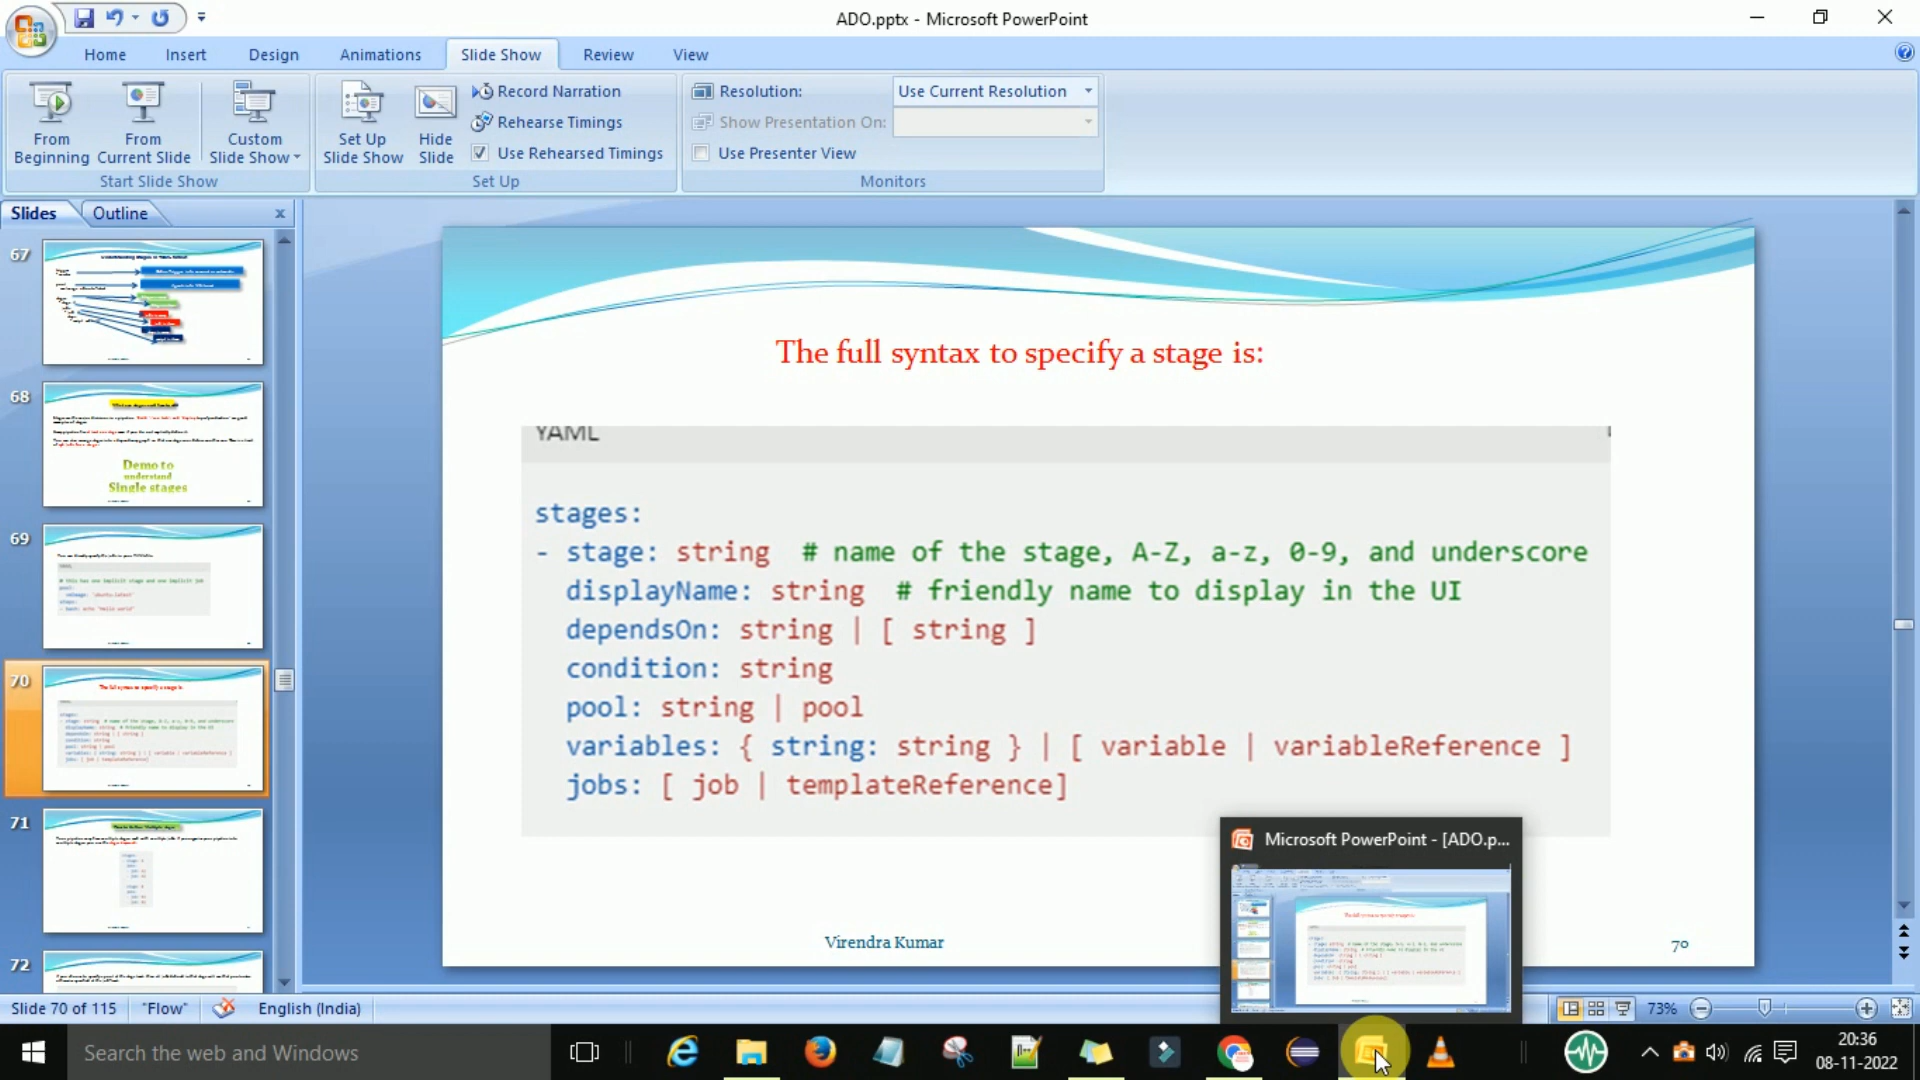 ADO.pptx - Microsoft PowerPoint
Home Insert Design Animations Slide Show Review View
From Beginning
From Current Slide
Custom Slide Show
Set Up Slide Show
Hide Slide
Record Narration
Rehearse Timings
Use Rehearsed Timings
Resolution: Use Current Resolution
Show Presentation On:
Use Presenter View
Start Slide Show Set Up Monitors
Slides Outline x
67
68
Demo to
understand
Single stages
69
70
71
72
The full syntax to specify a stage is:
YAML
stages:
- stage: string # name of the stage, A-Z, a-z, 0-9, and underscore
displayName: string # friendly name to display in the UI
dependsOn: string | [ string ]
condition: string
pool: string | pool
variables: { string: string } | [ variable | variableReference ]
jobs: [ job | templateReference]
Virendra Kumar 70
Microsoft PowerPoint - [ADO.p...
Slide 70 of 115 "Flow" English (India) 73%
Search the web and Windows
20:36
08-11-2022